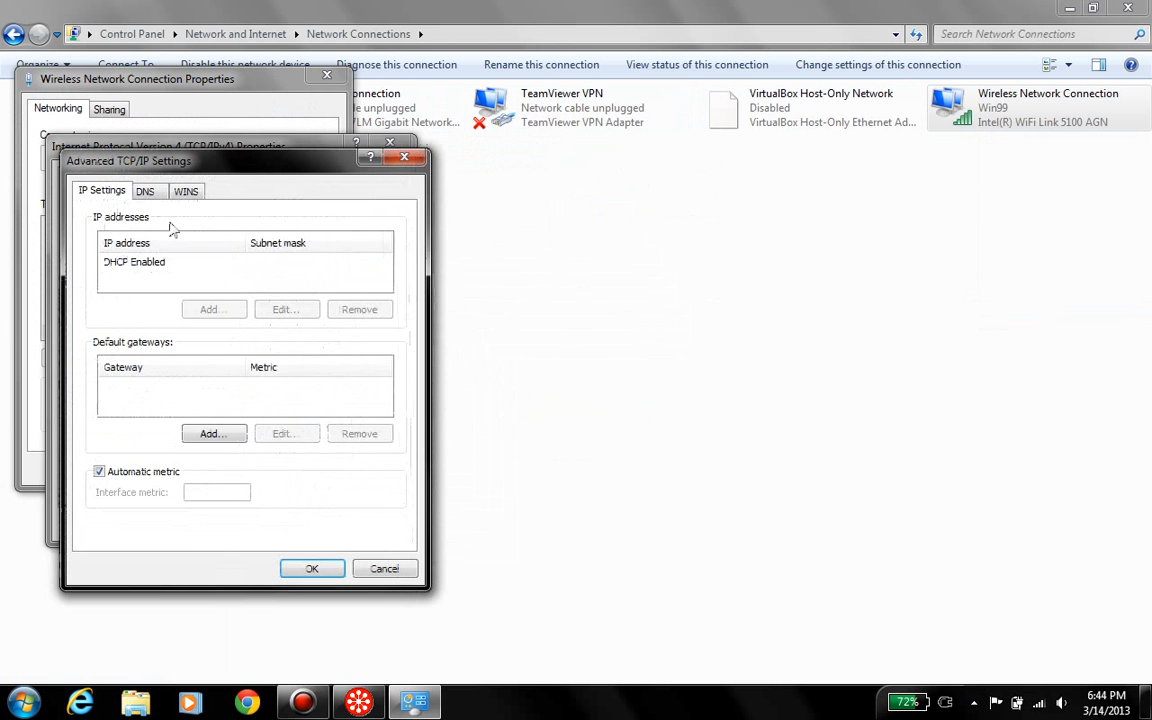 Control Panel
Network and Internet
Network Connections
Search Network Connections
Organize
Connect To
Disable this network device
Diagnose this connection
Rename this connection
View status of this connection
Change settings of this connection
Wireless Network Connection Properties
Networking
Sharing
Connection
cable unplugged
VLM Gigabit Network...
TeamViewer VPN
Network cable unplugged
TeamViewer VPN Adapter
VirtualBox Host-Only Network
Disabled
VirtualBox Host-Only Ethernet Ad...
Wireless Network Connection
Win99
Intel(R) WiFi Link 5100 AGN
Internet Protocol Version 4 (TCP/IPv4) Properties
Advanced TCP/IP Settings
IP Settings
DNS
WINS
IP addresses
IP address
Subnet mask
DHCP Enabled
Add...
Edit...
Remove
Default gateways:
Gateway
Metric
Add...
Edit...
Remove
Automatic metric
Interface metric:
OK
Cancel
72%
6:44 PM
3/14/2013